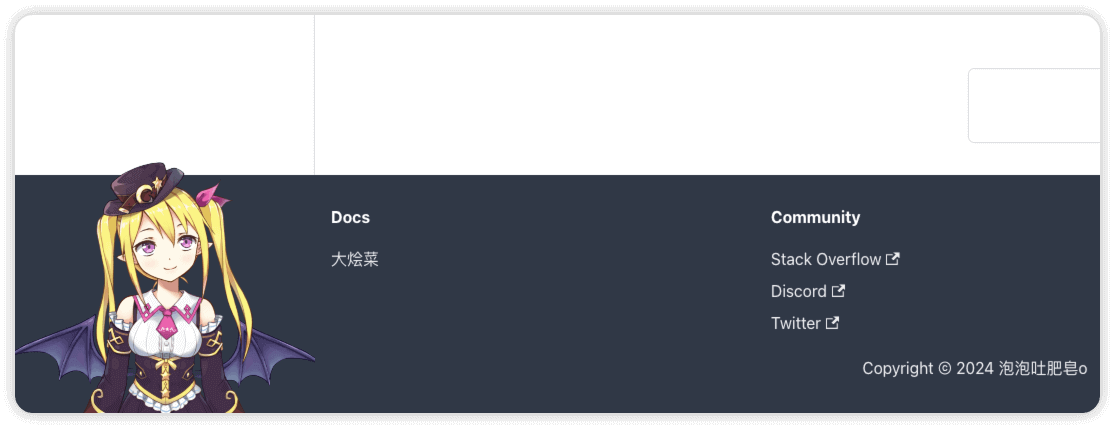 Docs
大烩菜
Community
Stack Overflow
Discord
Twitter
Copyright © 2024 泡泡吐肥皂o